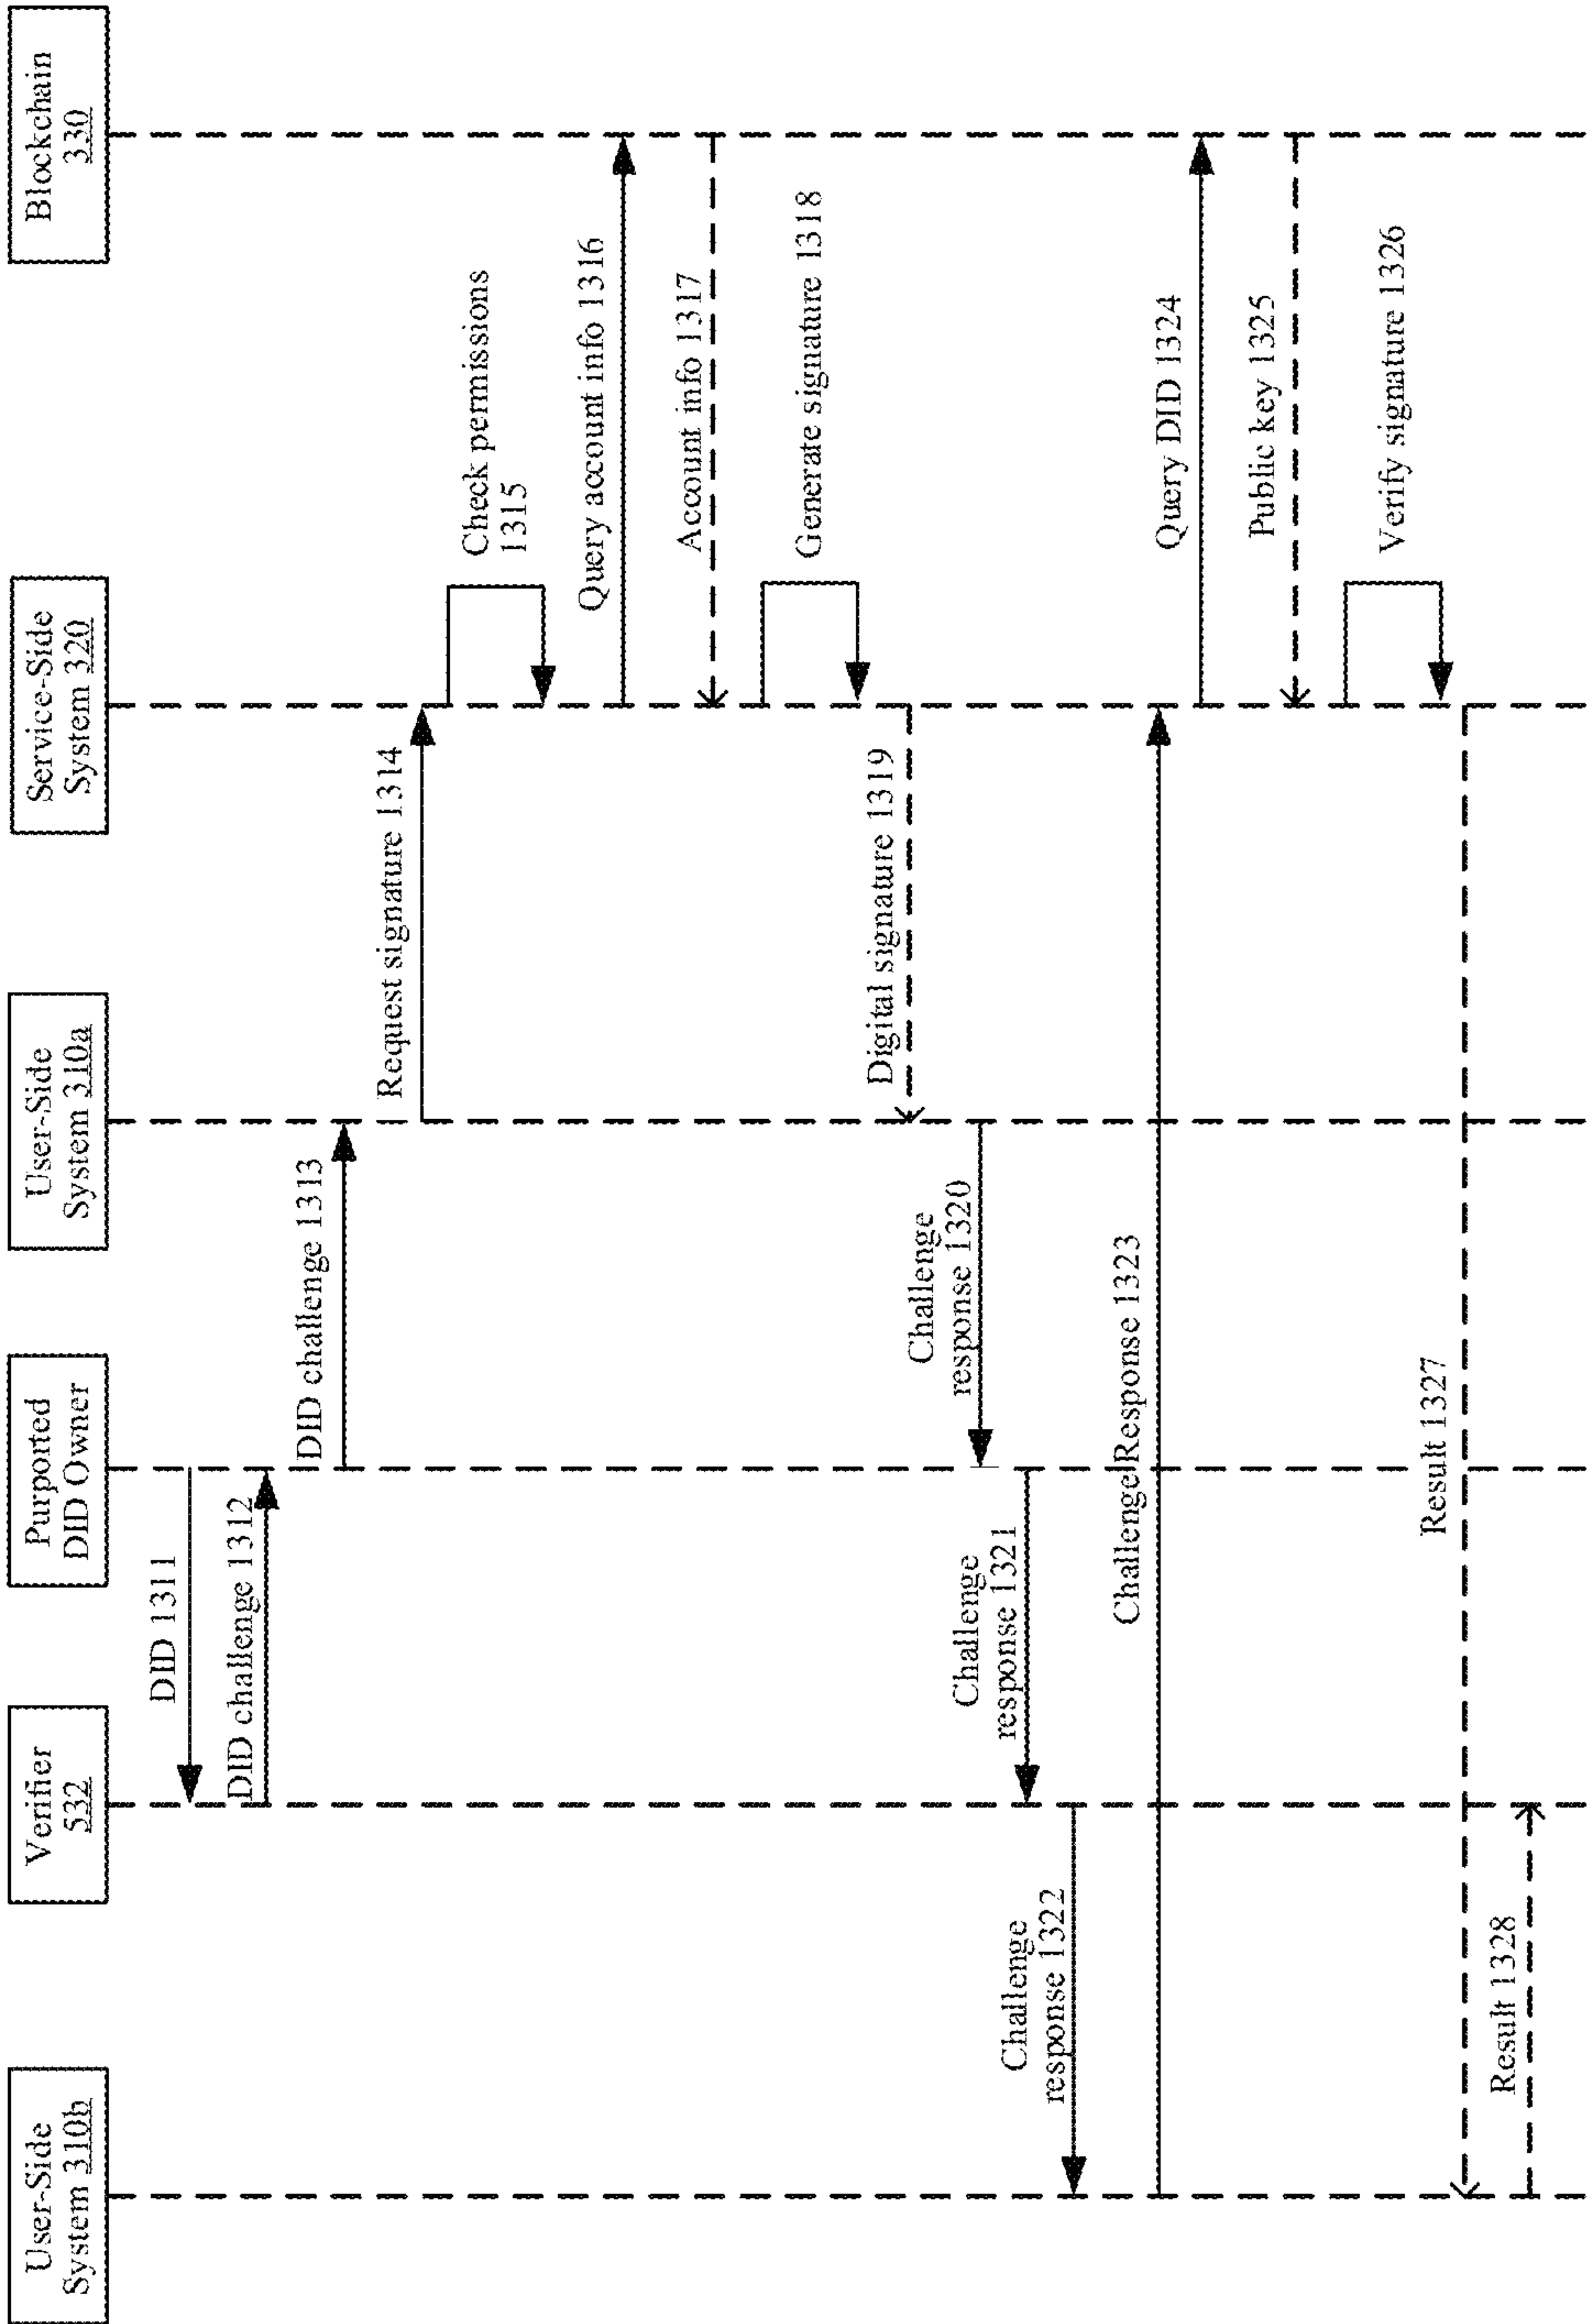 User-Side
System 310b
Verifier
532
Purported
DID Owner
User-Side
System 310a
Service-Side
System 320
Blockchain
330
DID 1311
DID challenge 1312
DID challenge 1313
Request signature 1314
Check permissions
1315
Query account info 1316
Account info 1317
Generate signature 1318
Digital signature 1319
Challenge
response 1320
Challenge
response 1321
Challenge
response 1322
Challenge Response 1323
Query DID 1324
Public key 1325
Verify signature 1326
Result 1327
Result 1328